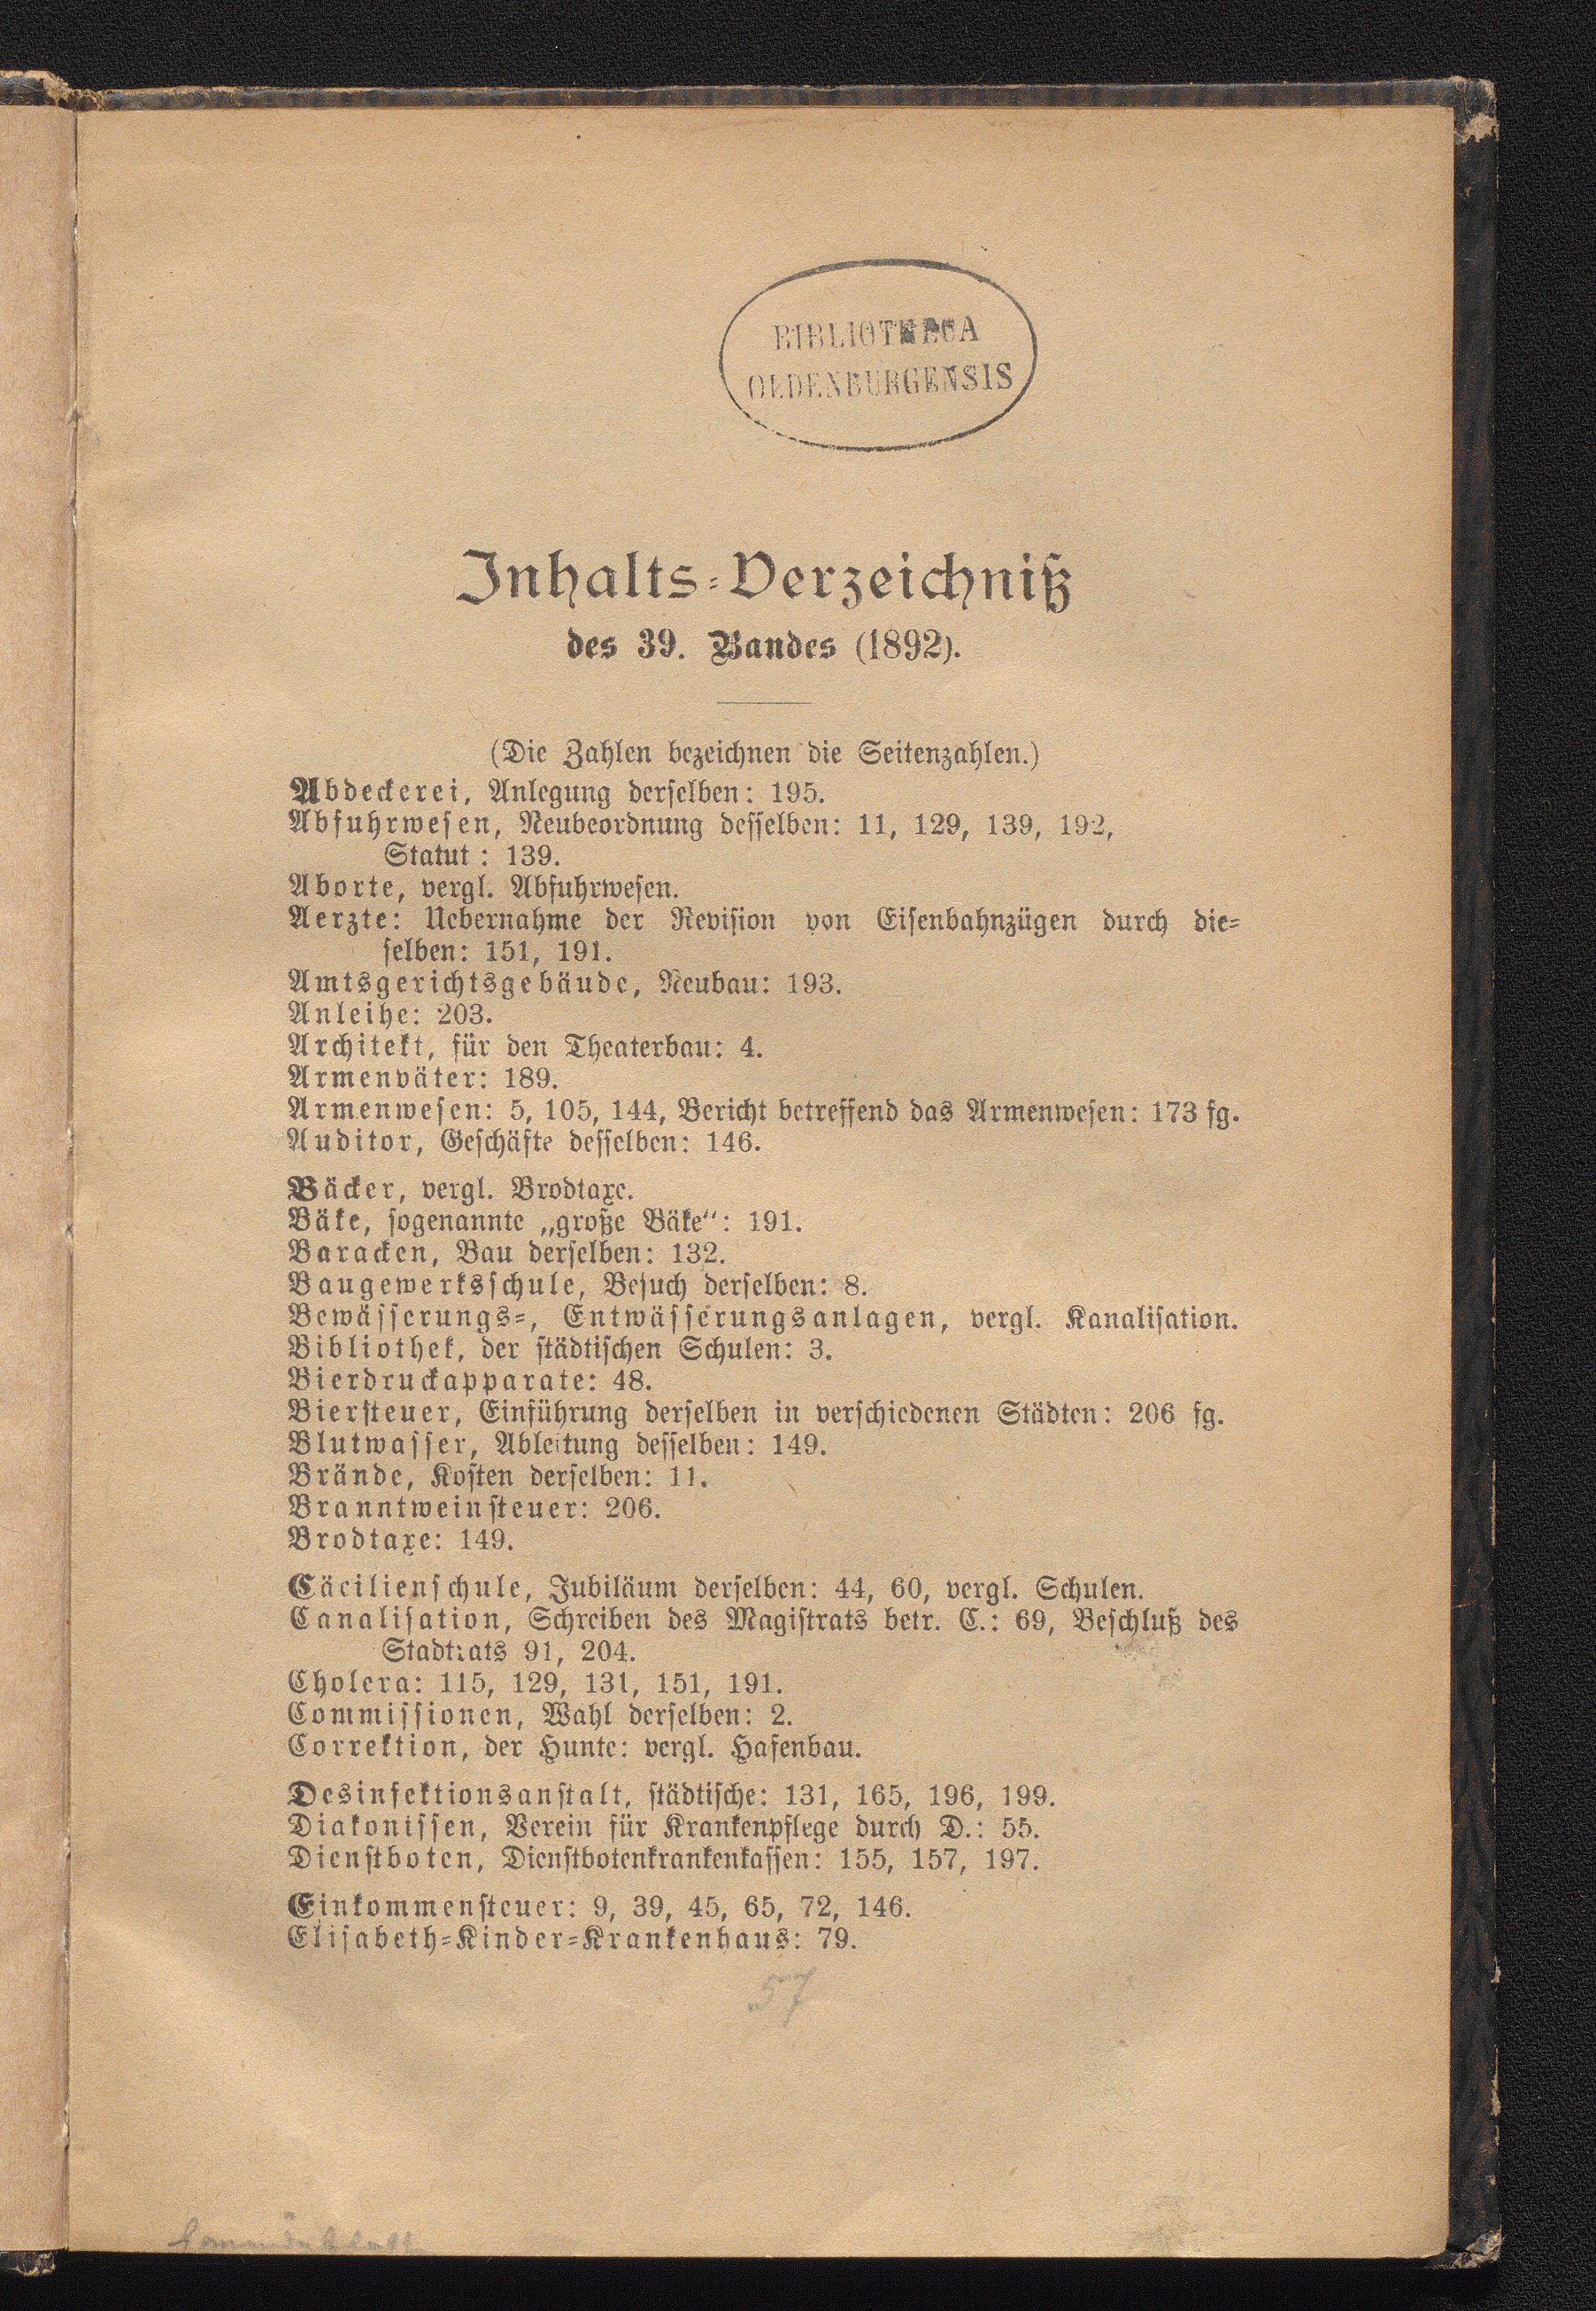 BIBLIOTHECA
OLDENBURGENSIS
Inhalts-Verzeichniß
des 39. Bandes (1892).
(Die Zahlen bezeichnen die Seitenzahlen.)
Abdeckerei, Anlegung derselben: 195.
Abfuhrwesen, Neubeordnung desselben: 11, 129, 139, 192,
Statut : 139.
Aborte, vergl. Abfuhrwesen.
Aerzte: Uebernahme der Revision von Eisenbahnzügen durch die-
selben: 151, 191.
Amtsgerichtsgebäude, Neubau: 193.
Anleihe: 203.
Architekt, für den Theaterbau: 4.
Armenväter: 189.
Armenwesen: 5, 105, 144, Bericht betreffend das Armenwesen: 173 fg.
Auditor, Geschäfte desselben: 146.
Bäcker, vergl. Brodtaxe.
Bäke, sogenannte „große Bäke“: 191.
Baracken, Bau derselben: 132.
Baugewerksschule, Besuch derselben: 8.
Bewässerungs-, Entwässerungsanlagen, vergl. Kanalisation.
Bibliothek, der städtischen Schulen: 3.
Bierdruckapparate: 48.
Biersteuer, Einführung derselben in verschiedenen Städten: 206 fg.
Blutwasser, Ableitung desselben: 149.
Brände, Kosten derselben: 11.
Branntweinsteuer: 206.
Brodtaxe: 149.
Cäcilienschule, Jubiläum derselben: 44, 60, vergl. Schulen.
Canalisation, Schreiben des Magistrats betr. C.: 69, Beschluß des
Stadtrats 91, 204.
Cholera: 115, 129, 131, 151, 191.
Commissionen, Wahl derselben: 2.
Correktion, der Hunte: vergl. Hafenbau.
Desinfektionsanstalt, städtische: 131, 165, 196, 199.
Diakonissen, Verein für Krankenpflege durch D.: 55.
Dienstboten, Dienstbotenkrankenkassen: 155, 157, 197.
Einkommensteuer: 9, 39, 45, 65, 72, 146.
Elisabeth-Kinder-Krankenhaus: 79.
57